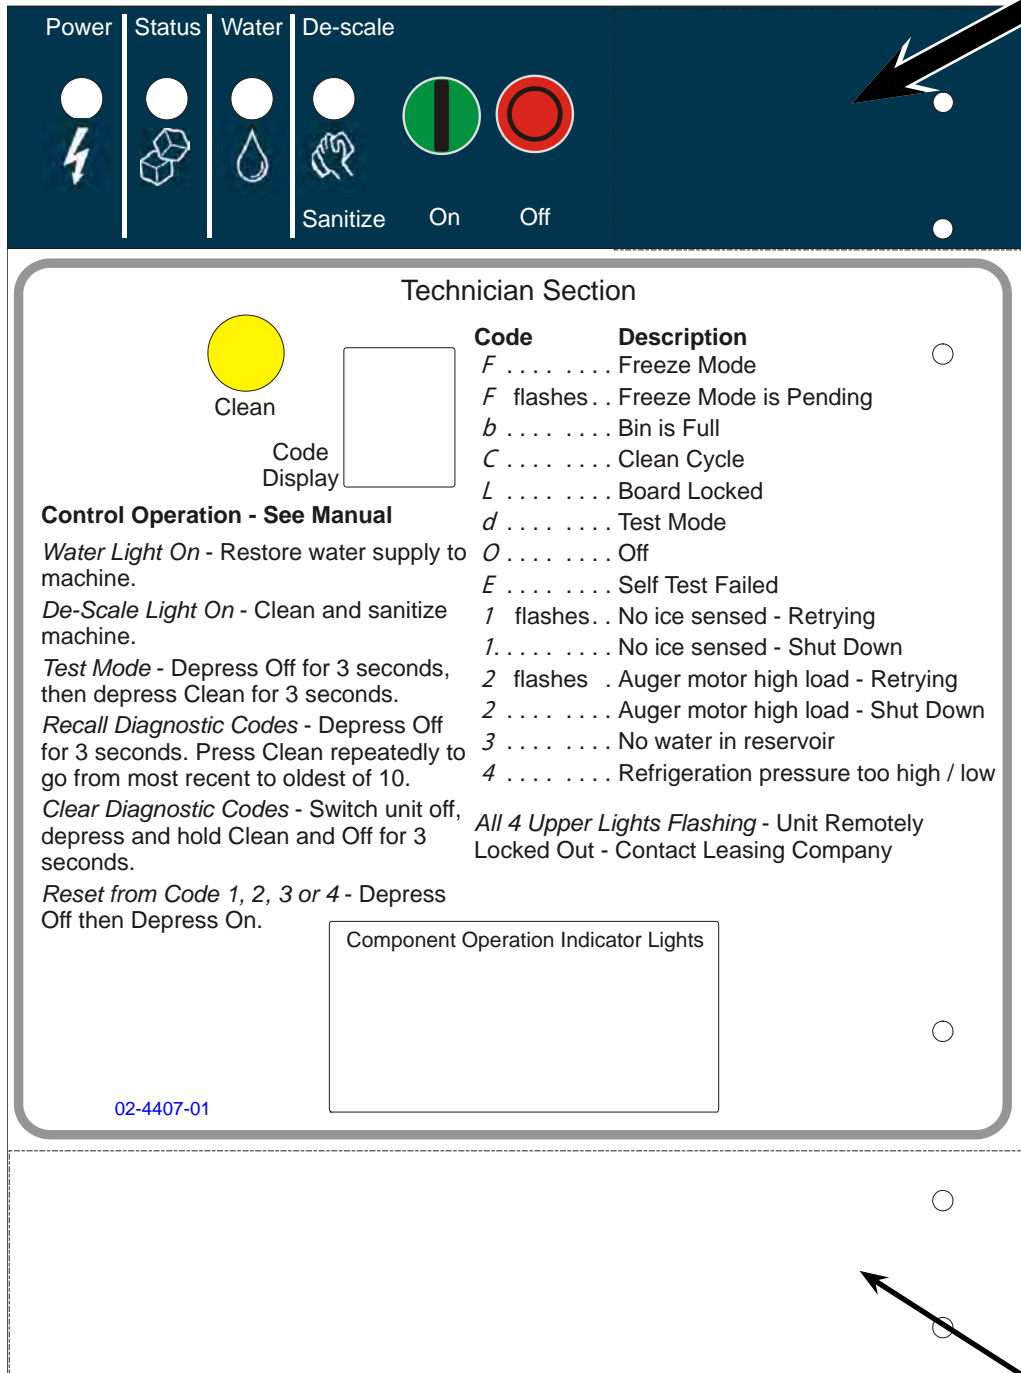 Power Status Water De-scale
Sanitize On Off
Technician Section
Clean
Code
Display
Control Operation - See Manual
Water Light On - Restore water supply to
machine.
De-Scale Light On - Clean and sanitize
machine.
Test Mode - Depress Off for 3 seconds,
then depress Clean for 3 seconds.
Recall Diagnostic Codes - Depress Off
for 3 seconds. Press Clean repeatedly to
go from most recent to oldest of 10.
Clear Diagnostic Codes - Switch unit off,
depress and hold Clean and Off for 3
seconds.
Reset from Code 1, 2, 3 or 4 - Depress
Off then Depress On.
Code Description
F . . . . . . . . . Freeze Mode
F flashes . . Freeze Mode is Pending
b . . . . . . . . . Bin is Full
C . . . . . . . . . Clean Cycle
L . . . . . . . . . Board Locked
d . . . . . . . . . Test Mode
O . . . . . . . . . Off
E . . . . . . . . . Self Test Failed
1 flashes . . No ice sensed - Retrying
1. . . . . . . . . . No ice sensed - Shut Down
2 flashes . Auger motor high load - Retrying
2 . . . . . . . . . Auger motor high load - Shut Down
3 . . . . . . . . . No water in reservoir
4 . . . . . . . . . Refrigeration pressure too high / low
All 4 Upper Lights Flashing - Unit Remotely
Locked Out - Contact Leasing Company
Component Operation Indicator Lights
02-4407-01